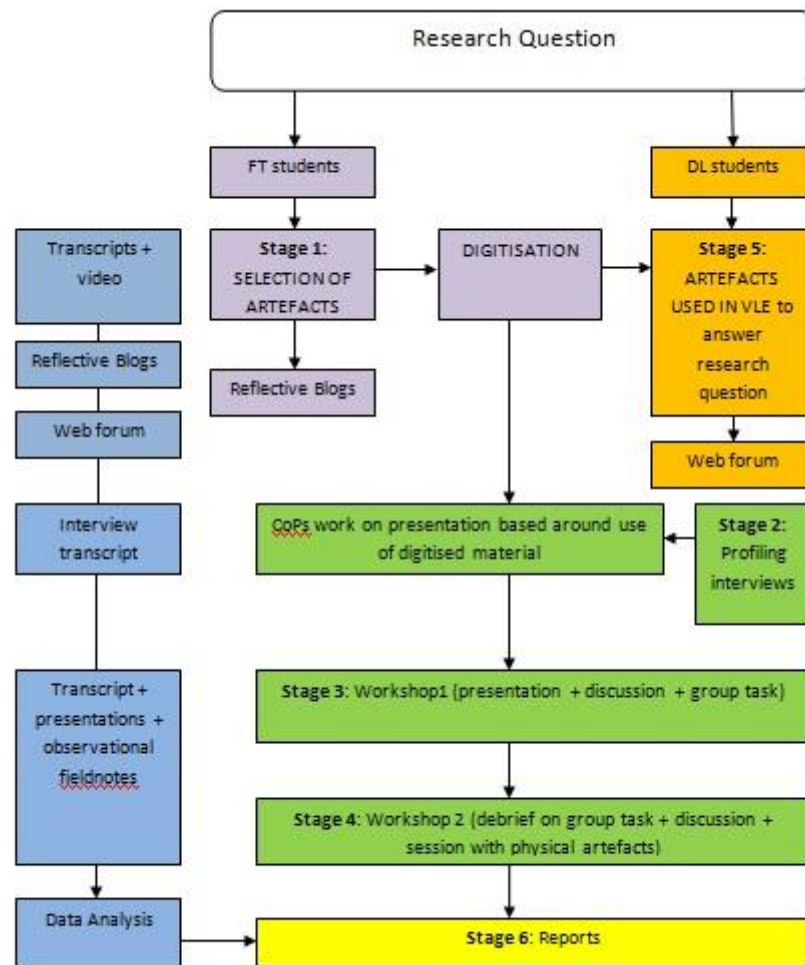 Research Question
FT students
DL students
Transcripts +
video
Stage 1:
SELECTION OF
ARTEFACTS
DIGITISATION
Stage 5:
ARTEFACTS
USED IN VLE to
answer
research
question
Reflective Blogs
Reflective Blogs
Web forum
Web forum
Interview
transcript
CoPs work on presentation based around use
of digitised material
Stage 2:
Profiling
interviews
Transcript +
presentations +
observational
fieldnotes
Stage 3: Workshop1 (presentation + discussion + group task)
Stage 4: Workshop 2 (debrief on group task + discussion +
session with physical artefacts)
Data Analysis
Stage 6: Reports